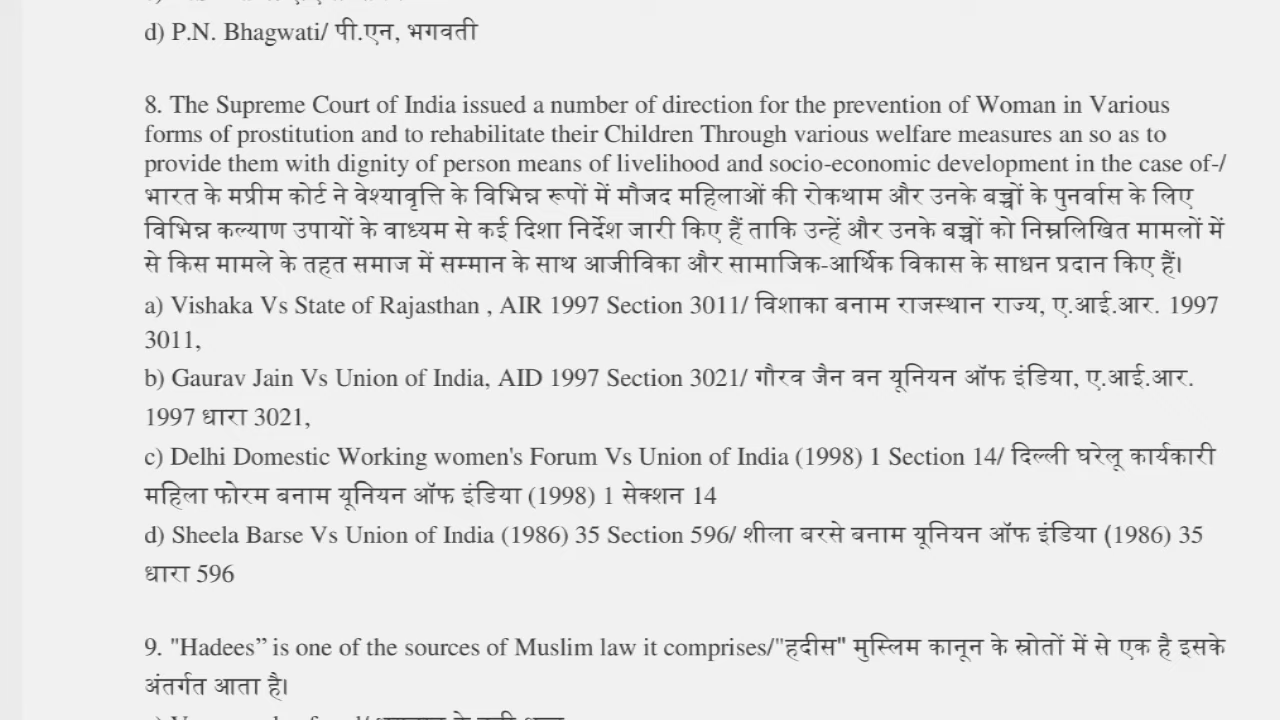 d) P.N. Bhagwati/ पी.एन, भगवती
8. The Supreme Court of India issued a number of direction for the prevention of Woman in Various
forms of prostitution and to rehabilitate their Children Through various welfare measures an so as to
provide them with dignity of person means of livelihood and socio-economic development in the case of-/
भारत के मप्रीम कोर्ट ने वेश्यावृत्ति के विभिन्न रूपों में मौजद महिलाओं की रोकथाम और उनके बच्चों के पुनर्वास के लिए
विभिन्न कल्याण उपायों के वाध्यम से कई दिशा निर्देश जारी किए हैं ताकि उन्हें और उनके बच्चों को निम्नलिखित मामलों में
से किस मामले के तहत समाज में सम्मान के साथ आजीविका और सामाजिक-आर्थिक विकास के साधन प्रदान किए हैं।
a) Vishaka Vs State of Rajasthan , AIR 1997 Section 3011/ विशाका बनाम राजस्थान राज्य, ए.आई.आर. 1997
3011,
b) Gaurav Jain Vs Union of India, AID 1997 Section 3021/ गौरव जैन वन यूनियन ऑफ इंडिया, ए.आई.आर.
1997 धारा 3021,
c) Delhi Domestic Working women's Forum Vs Union of India (1998) 1 Section 14/ दिल्ली घरेलू कार्यकारी
महिला फोरम बनाम यूनियन ऑफ इंडिया (1998) 1 सेक्शन 14
d) Sheela Barse Vs Union of India (1986) 35 Section 596/ शीला बरसे बनाम यूनियन ऑफ इंडिया (1986) 35
धारा 596
9. "Hadees” is one of the sources of Muslim law it comprises/"हदीस" मुस्लिम कानून के स्रोतों में से एक है इसके
अंतर्गत आता है।